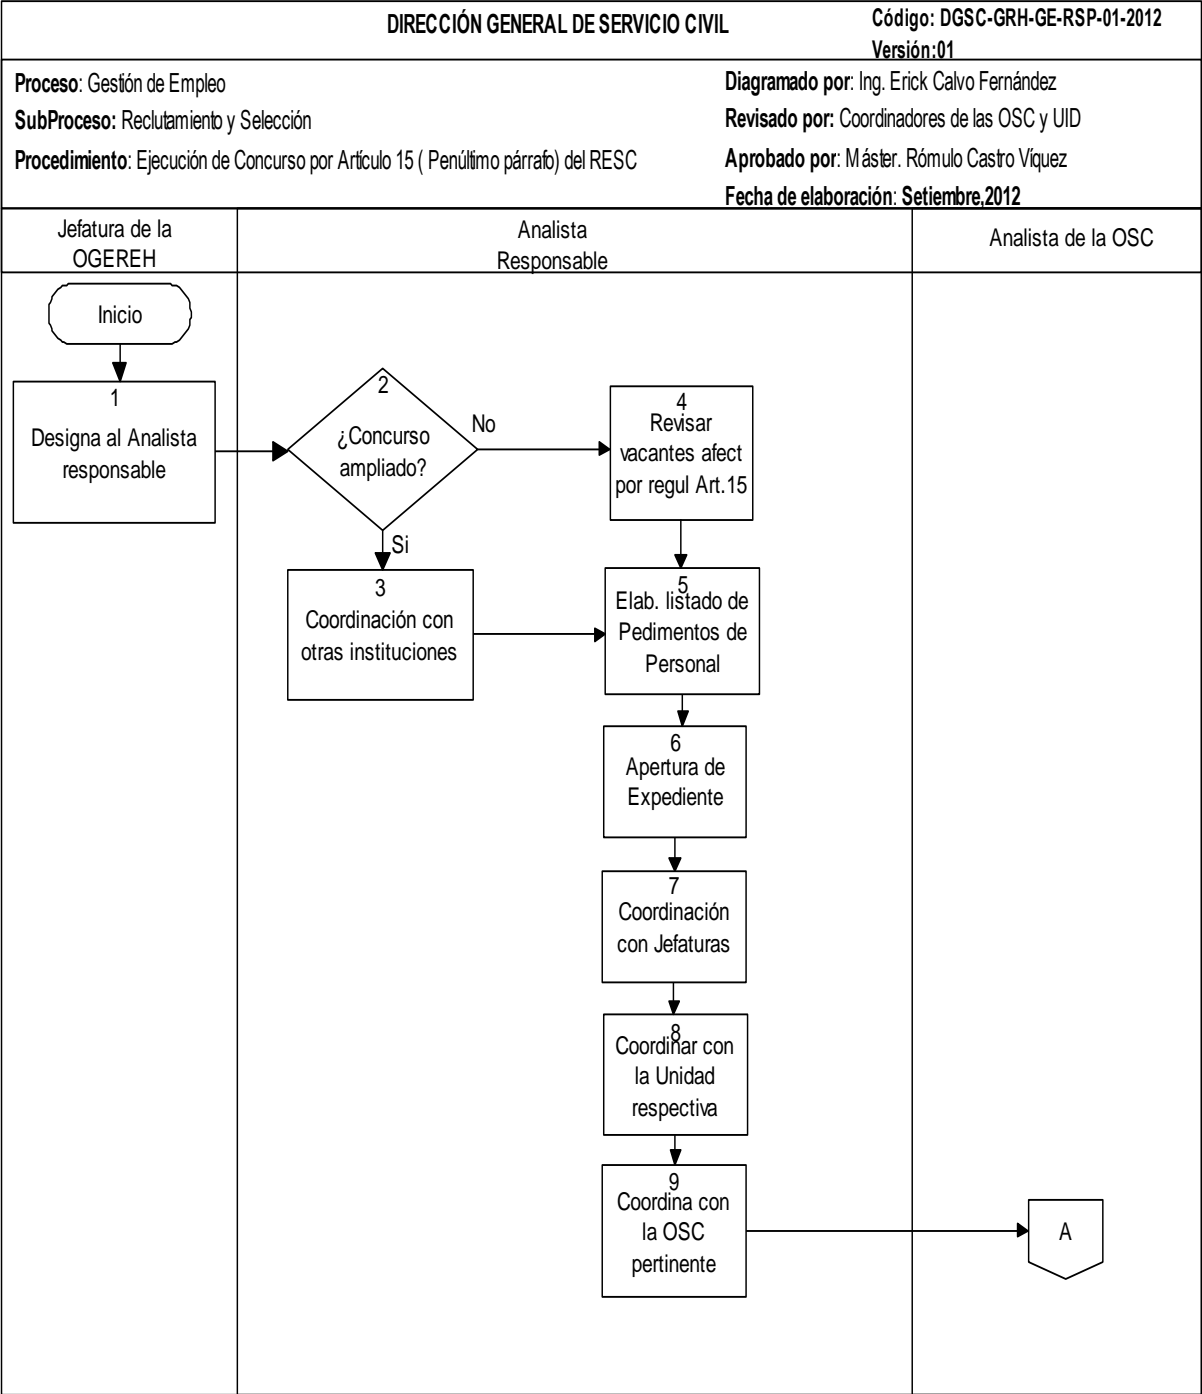 DIRECCIÓN GENERAL DE SERVICIO CIVIL
Código: DGSC-GRH-GE-RSP-01-2012
Versión:01
Proceso: Gestión de Empleo
SubProceso: Reclutamiento y Selección
Procedimiento: Ejecución de Concurso por Artículo 15 ( Penúltimo párrafo) del RESC
Diagramado por: Ing. Erick Calvo Fernández
Revisado por: Coordinadores de las OSC y UID
Aprobado por: Máster. Rómulo Castro Víquez
Fecha de elaboración: Setiembre,2012
Jefatura de la
OGEREH
Analista
Responsable
Analista de la OSC
Inicio
1
Designa al Analista
responsable
2
¿Concurso
ampliado?
No
Si
3
Coordinación con
otras instituciones
4
Revisar
vacantes afect
por regul Art.15
5
Elab. listado de
Pedimentos de
Personal
6
Apertura de
Expediente
7
Coordinación
con Jefaturas
8
Coordinar con
la Unidad
respectiva
9
Coordina con
la OSC
pertinente
A